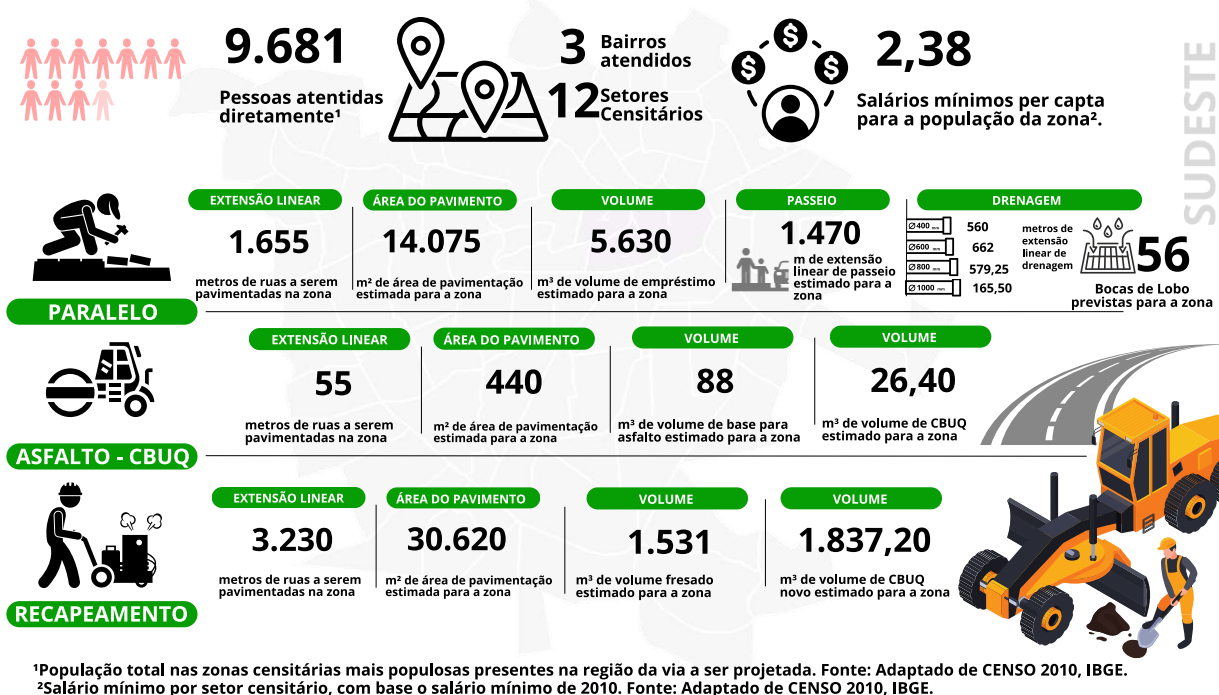 9.681
Pessoas atentidas
diretamente¹
3 Bairros
atendidos
12 Setores
Censitários
2,38
Salários mínimos per capta
para a população da zona².
SUDESTE
PARALELO
EXTENSÃO LINEAR
1.655
metros de ruas a serem
pavimentadas na zona
ÁREA DO PAVIMENTO
14.075
m² de área de pavimentação
estimada para a zona
VOLUME
5.630
m³ de volume de empréstimo
estimado para a zona
PASSEIO
1.470
m de extensão
linear de passeio
estimado para a
zona
DRENAGEM
Ø 400 mm 560
Ø 600 mm 662
Ø 800 mm 579,25
Ø 1000 mm 165,50
metros de
extensão
linear de
drenagem
56
Bocas de Lobo
previstas para a zona
ASFALTO - CBUQ
EXTENSÃO LINEAR
55
metros de ruas a serem
pavimentadas na zona
ÁREA DO PAVIMENTO
440
m² de área de pavimentação
estimada para a zona
VOLUME
88
m³ de volume de base para
asfalto estimado para a zona
VOLUME
26,40
m³ de volume de CBUQ
estimado para a zona
RECAPEAMENTO
EXTENSÃO LINEAR
3.230
metros de ruas a serem
pavimentadas na zona
ÁREA DO PAVIMENTO
30.620
m² de área de pavimentação
estimada para a zona
VOLUME
1.531
m³ de volume fresado
estimado para a zona
VOLUME
1.837,20
m³ de volume de CBUQ
novo estimado para a zona
¹População total nas zonas censitárias mais populosas presentes na região da via a ser projetada. Fonte: Adaptado de CENSO 2010, IBGE.
²Salário mínimo por setor censitário, com base o salário mínimo de 2010. Fonte: Adaptado de CENSO 2010, IBGE.